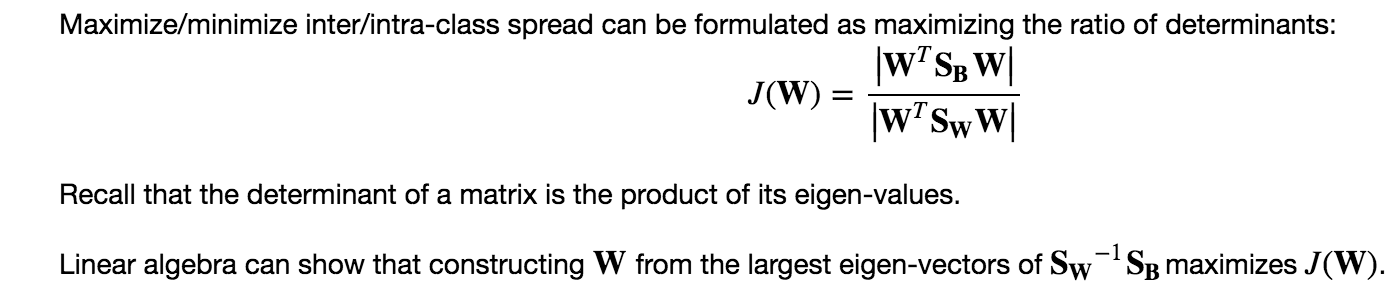 Maximize/minimize inter/intra-class spread can be formulated as maximizing the ratio of determinants:
J(𝐖) = |𝐖ᵀ 𝐒_𝐁 𝐖| / |𝐖ᵀ 𝐒_𝐖 𝐖|
Recall that the determinant of a matrix is the product of its eigen-values.
Linear algebra can show that constructing 𝐖 from the largest eigen-vectors of 𝐒_𝐖⁻¹ 𝐒_𝐁 maximizes J(𝐖).